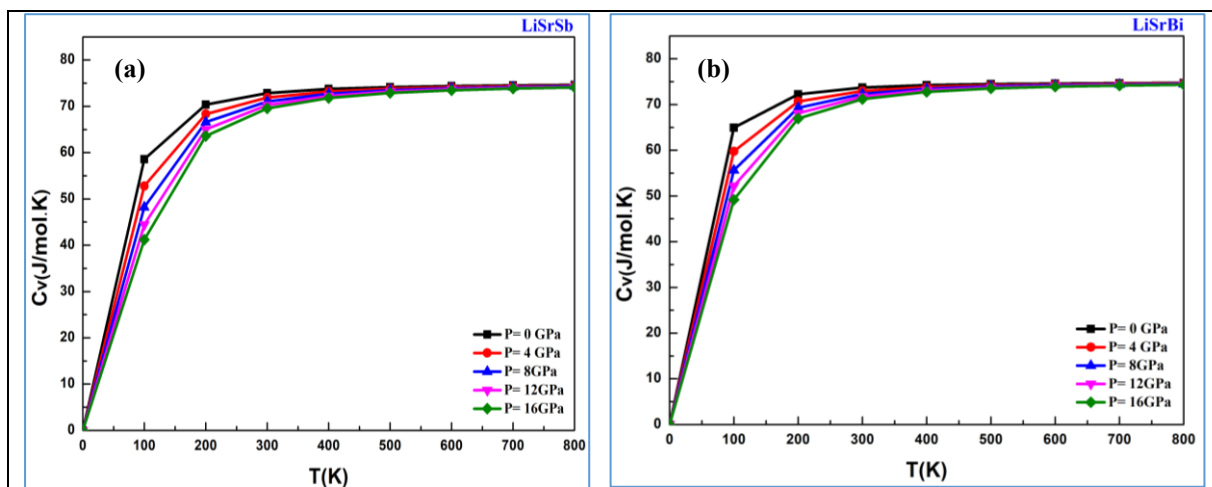 LiSrSb
(a)
Cv(J/mol.K)
80
70
60
50
40
30
20
10
0
P= 0 GPa
P= 4 GPa
P= 8GPa
P= 12GPa
P= 16GPa
0 100 200 300 400 500 600 700 800
T(K)
LiSrBi
(b)
Cv(J/mol.K)
80
70
60
50
40
30
20
10
0
P= 0 GPa
P= 4 GPa
P= 8GPa
P= 12GPa
P= 16GPa
0 100 200 300 400 500 600 700 800
T(K)